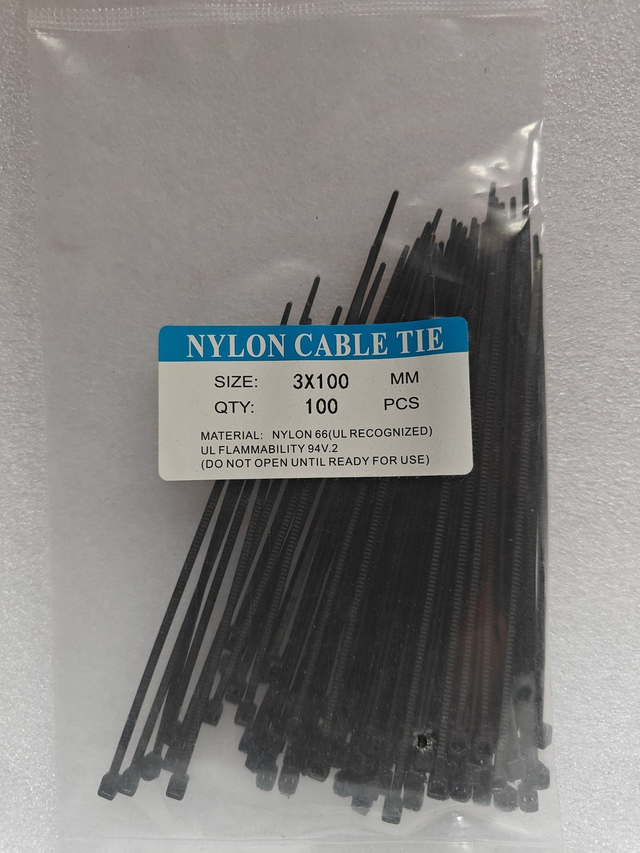 NYLON CABLE TIE
SIZE: 3X100 MM
QTY: 100 PCS
MATERIAL: NYLON 66(UL RECOGNIZED)
UL FLAMMABILITY 94V.2
(DO NOT OPEN UNTIL READY FOR USE)